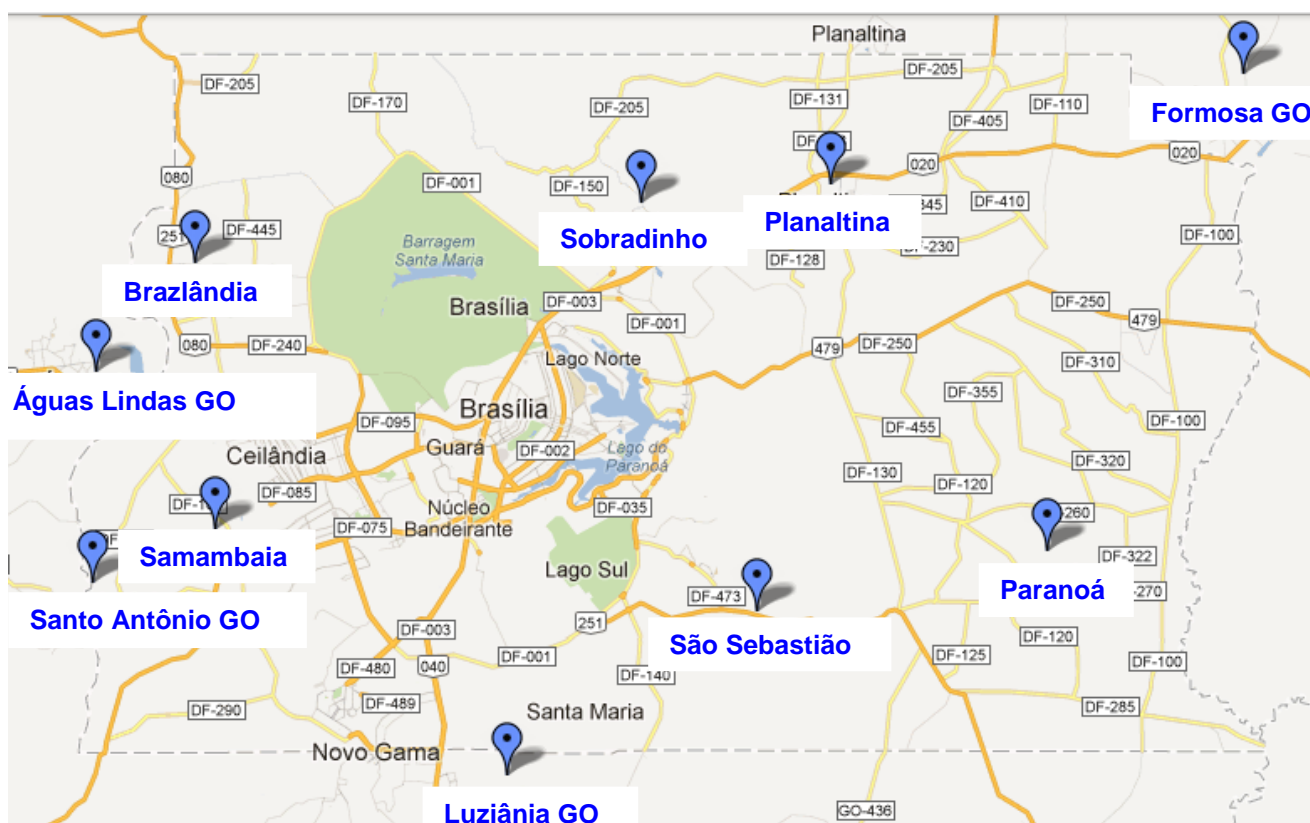 Planaltina
DF-205
DF-205
DF-170
DF-205
DF-131
DF-110
DF-405
Formosa GO
020
020
080
DF-001
DF-150
DF-410
DF-445
251
Sobradinho
Planaltina
345
DF-230
DF-100
DF-128
Barragem
Santa Maria
Brazlândia
Brasília
DF-003
DF-001
DF-250
479
080
DF-240
Lago Norte
479
DF-250
DF-310
Águas Lindas GO
DF-355
Brasília
DF-095
DF-100
DF-455
Guará
DF-002
Lago do
Paranoá
Ceilândia
DF-085
DF-130
DF-320
DF-120
Núcleo
Bandeirante
DF-035
DF-075
-260
Samambaia
DF-322
Lago Sul
Paranoá
-270
DF-473
Santo Antônio GO
251
DF-003
São Sebastião
DF-120
DF-001
DF-480
040
DF-140
DF-125
DF-100
DF-489
DF-290
Santa Maria
DF-285
Novo Gama
Luziânia GO
GO-436